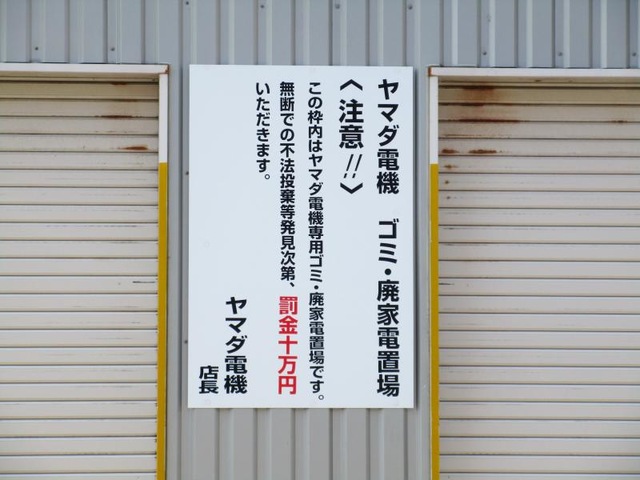 ヤマダ電機　ゴミ・廃家電置場
〈注意!!〉
この枠内はヤマダ電機専用ゴミ・廃家電置場です。
無断での不法投棄等発見次第、罰金十万円
いただきます。
ヤマダ電機
店長